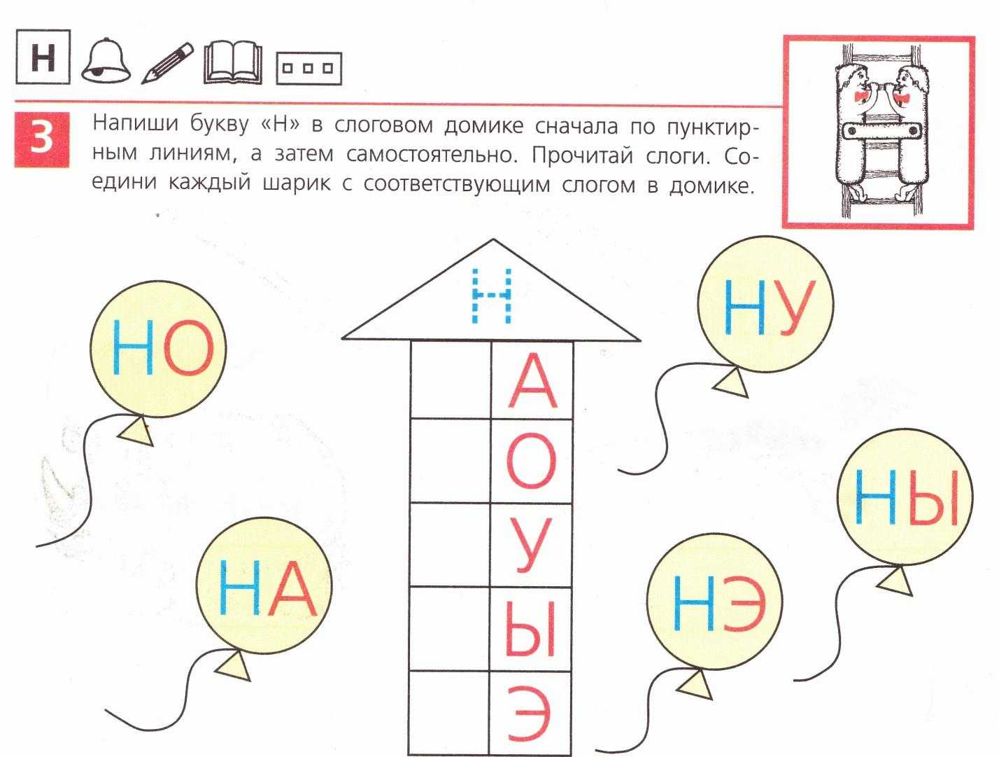 Н
3
Напиши букву «Н» в слоговом домике сначала по пунктир-
ным линиям, а затем самостоятельно. Прочитай слоги. Со-
едини каждый шарик с соответствующим слогом в домике.
Н
НО
НУ
А
О
У
Ы
Э
НЫ
НА
НЭ